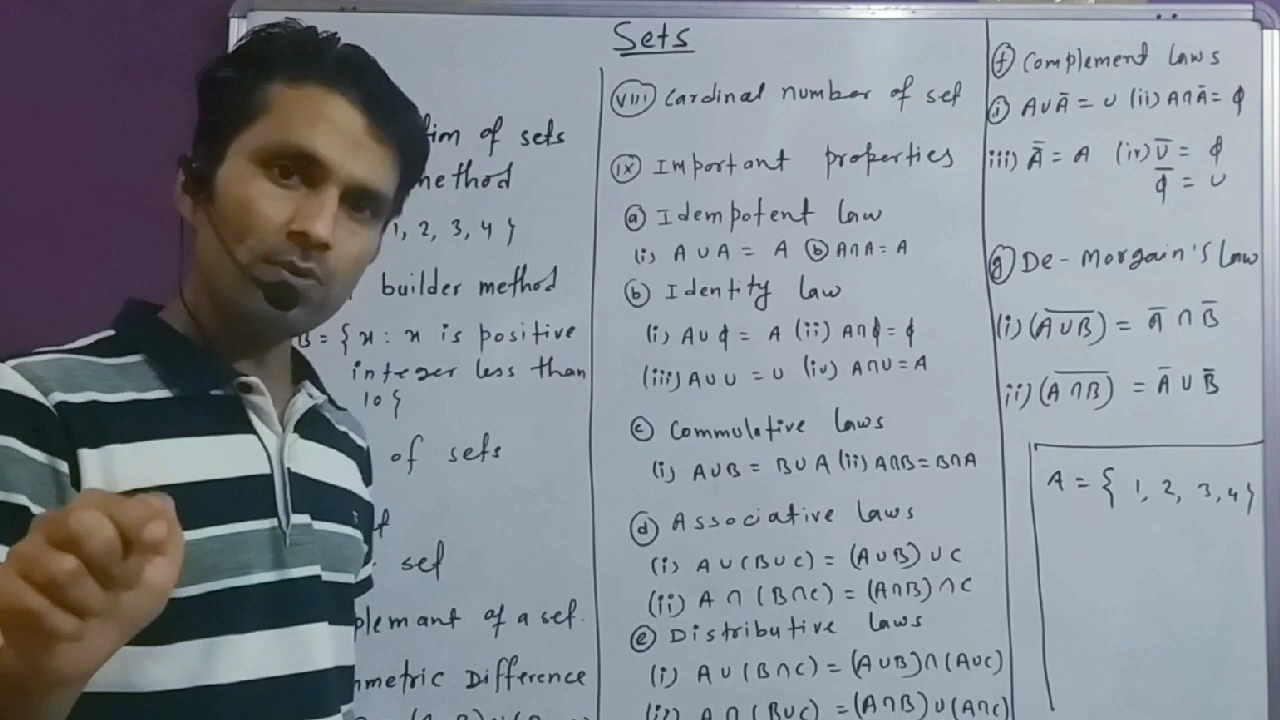 Sets
of sets
method
1, 2, 3, 4 }
builder method
B = { x : x is positive
integer less than
10 }
of sets
set
of a set.
Difference
(viii) Cardinal number of set
(ix) Important properties
(a) Idempotent law
(i) A ∪ A = A (b) A∩A = A
(b) Identity law
(i) A ∪ ϕ = A (ii) A∩ϕ = ϕ
(iii) A ∪ U = U (iv) A∩U = A
(c) Commulative laws
(i) A∪B = B∪A (ii) A∩B = B∩A
(d) Associative laws
(i) A∪(B∪C) = (A∪B)∪C
(ii) A∩(B∩C) = (A∩B)∩C
(e) Distributive laws
(i) A∪(B∩C) = (A∪B)∩(A∪C)
(ii) A∩(B∪C) = (A∩B)∪(A∩C)
(f) Complement laws
(i) A∪A̅ = U (ii) A∩A̅ = ϕ
iii) A̅ = A (iv) U̅ = ϕ
ϕ̅ = U
(g) De-Morgain's Law
(i) (A̅∪̅B̅) = A̅ ∩ B̅
ii) (A̅∩̅B̅) = A̅ ∪ B̅
A = { 1, 2, 3, 4 }